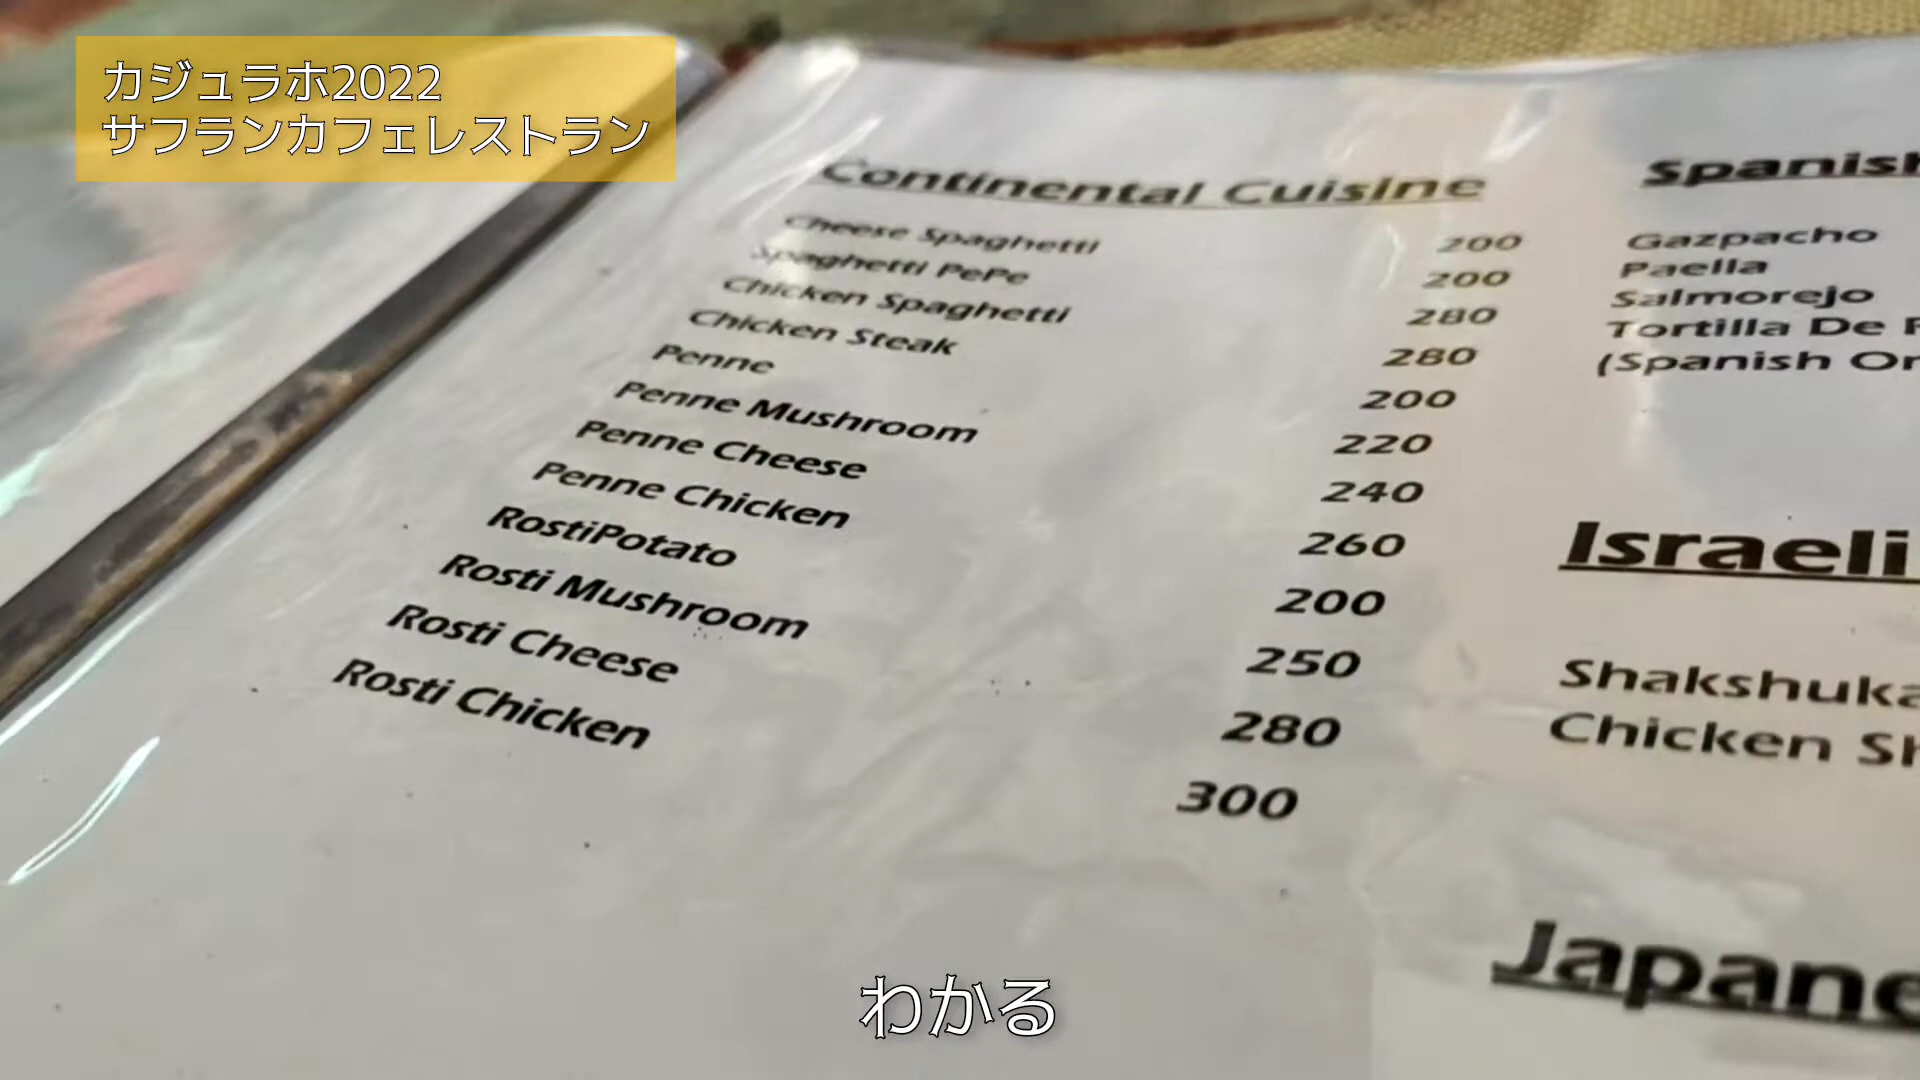 カジュラホ2022
サフランカフェレストラン
Continental Cuisine
Cheese Spaghetti 200
Spaghetti PePe 200
Chicken Spaghetti 280
Chicken Steak 280
Penne 200
Penne Mushroom 220
Penne Cheese 240
Penne Chicken 260
RostiPotato 200
Rosti Mushroom 250
Rosti Cheese 280
Rosti Chicken 300
Spanish
Gazpacho
Paella
Salmorejo
Tortilla De
(Spanish
Israeli
Shakshuka
Chicken
わかる